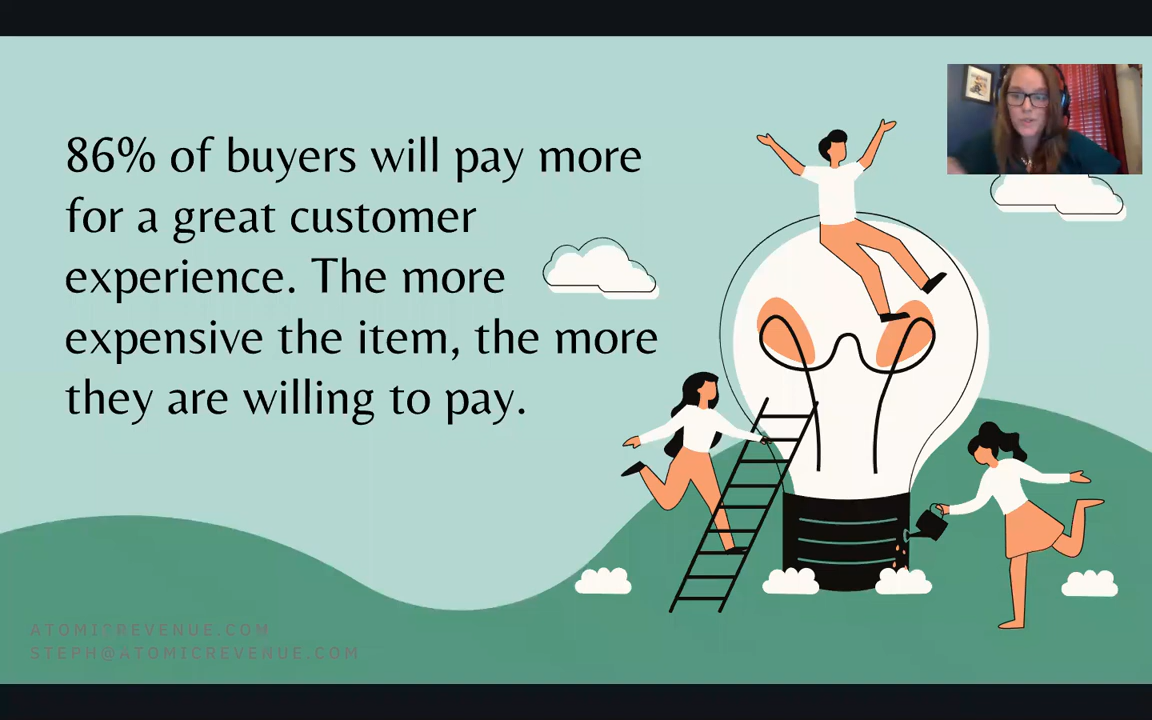 86% of buyers will pay more
for a great customer
experience. The more
expensive the item, the more
they are willing to pay.
ATOMICREVENUE.COM
STEPH@ATOMICREVENUE.COM